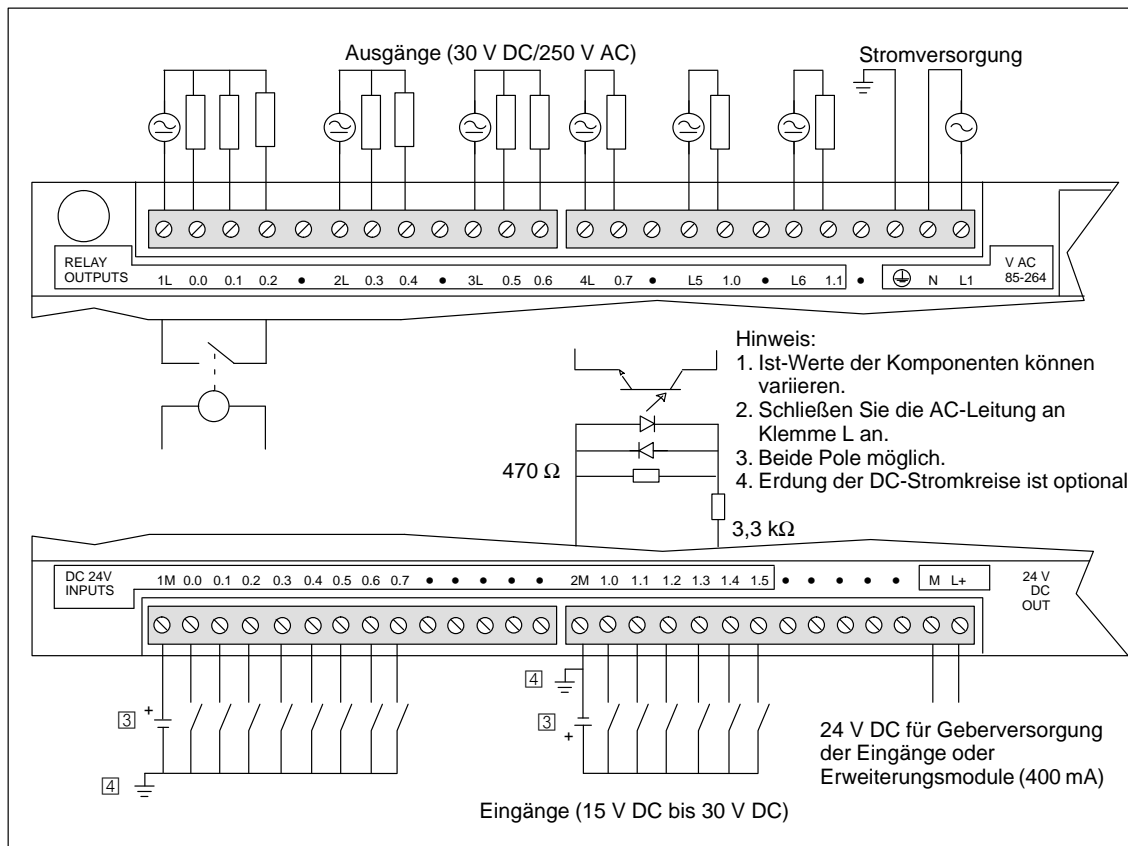 Ausgänge (30 V DC/250 V AC)
Stromversorgung
RELAY
OUTPUTS
1L 0.0 0.1 0.2 • 2L 0.3 0.4 • 3L 0.5 0.6 4L 0.7 • L5 1.0 • L6 1.1 • N L1
V AC
85-264
Hinweis:
1. Ist-Werte der Komponenten können
variieren.
2. Schließen Sie die AC-Leitung an
Klemme L an.
3. Beide Pole möglich.
4. Erdung der DC-Stromkreise ist optional
470 Ω
3,3 kΩ
DC 24V
INPUTS
1M 0.0 0.1 0.2 0.3 0.4 0.5 0.6 0.7 • • • • • 2M 1.0 1.1 1.2 1.3 1.4 1.5 • • • • • M L+
24 V
DC
OUT
4
3 +
3
+
4
24 V DC für Geberversorgung
der Eingänge oder
Erweiterungsmodule (400 mA)
Eingänge (15 V DC bis 30 V DC)